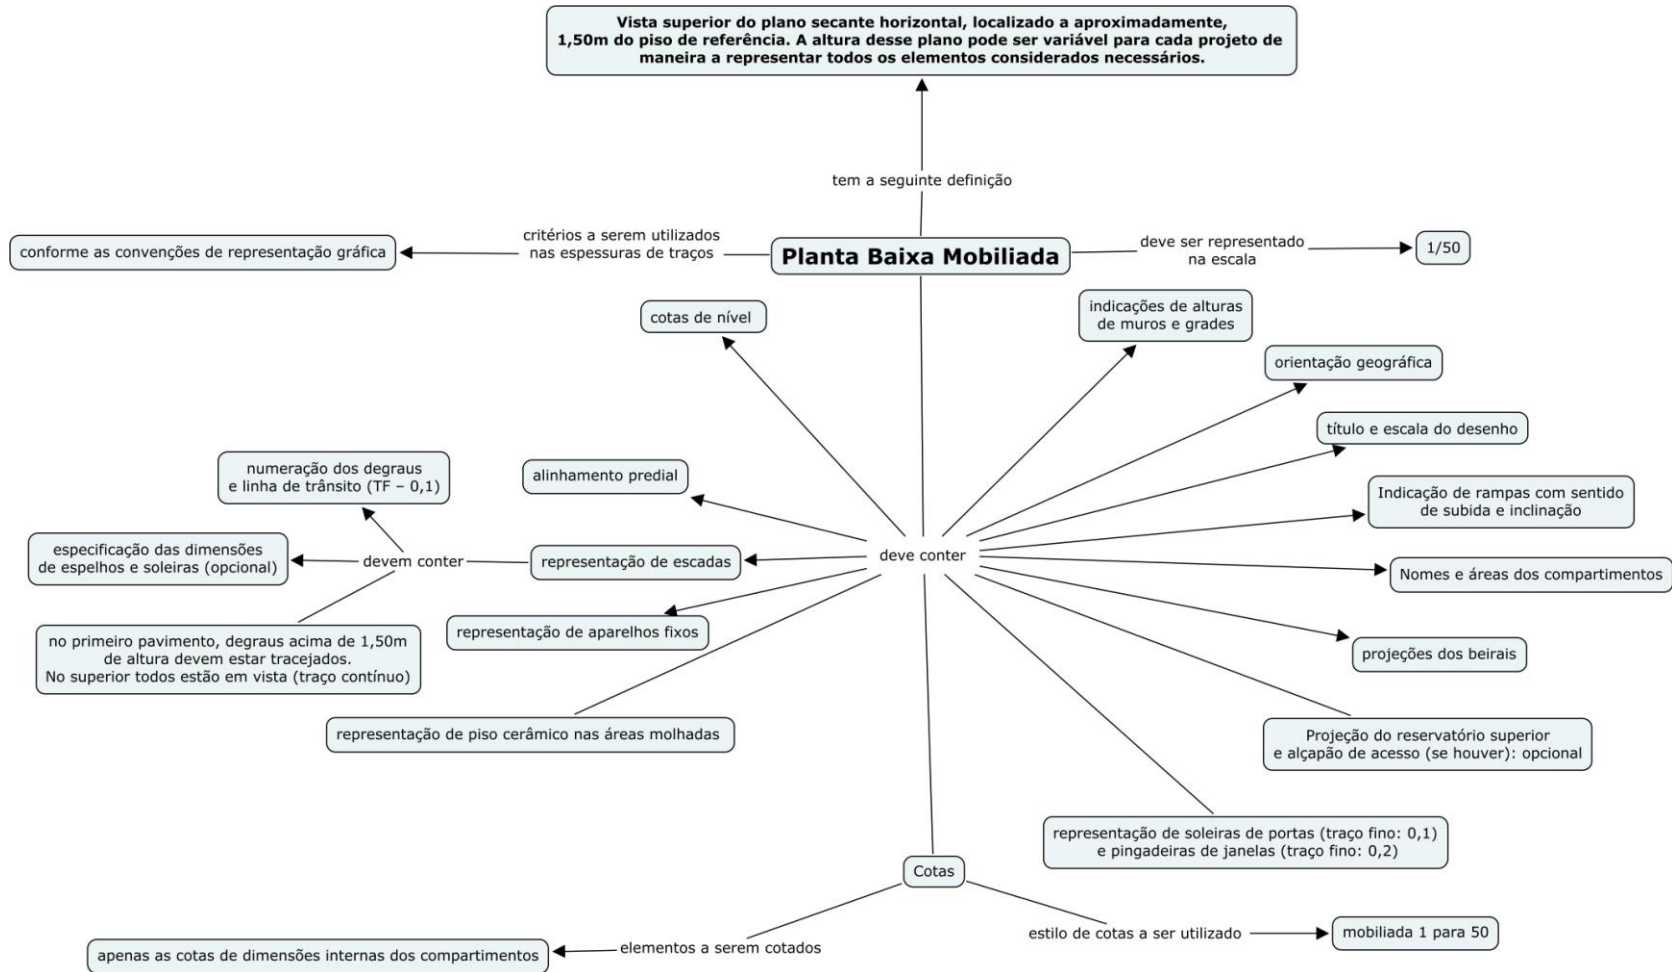 Vista superior do plano secante horizontal, localizado a aproximadamente,
1,50m do piso de referência. A altura desse plano pode ser variável para cada projeto de
maneira a representar todos os elementos considerados necessários.
tem a seguinte definição
conforme as convenções de representação gráfica
critérios a serem utilizados
nas espessuras de traços
Planta Baixa Mobiliada
deve ser representado
na escala
1/50
cotas de nível
indicações de alturas
de muros e grades
orientação geográfica
título e escala do desenho
numeração dos degraus
e linha de trânsito (TF – 0,1)
alinhamento predial
Indicação de rampas com sentido
de subida e inclinação
especificação das dimensões
de espelhos e soleiras (opcional)
devem conter
representação de escadas
deve conter
Nomes e áreas dos compartimentos
no primeiro pavimento, degraus acima de 1,50m
de altura devem estar tracejados.
No superior todos estão em vista (traço contínuo)
representação de aparelhos fixos
projeções dos beirais
representação de piso cerâmico nas áreas molhadas
Projeção do reservatório superior
e alçapão de acesso (se houver): opcional
representação de soleiras de portas (traço fino: 0,1)
e pingadeiras de janelas (traço fino: 0,2)
Cotas
apenas as cotas de dimensões internas dos compartimentos
elementos a serem cotados
estilo de cotas a ser utilizado
mobiliada 1 para 50